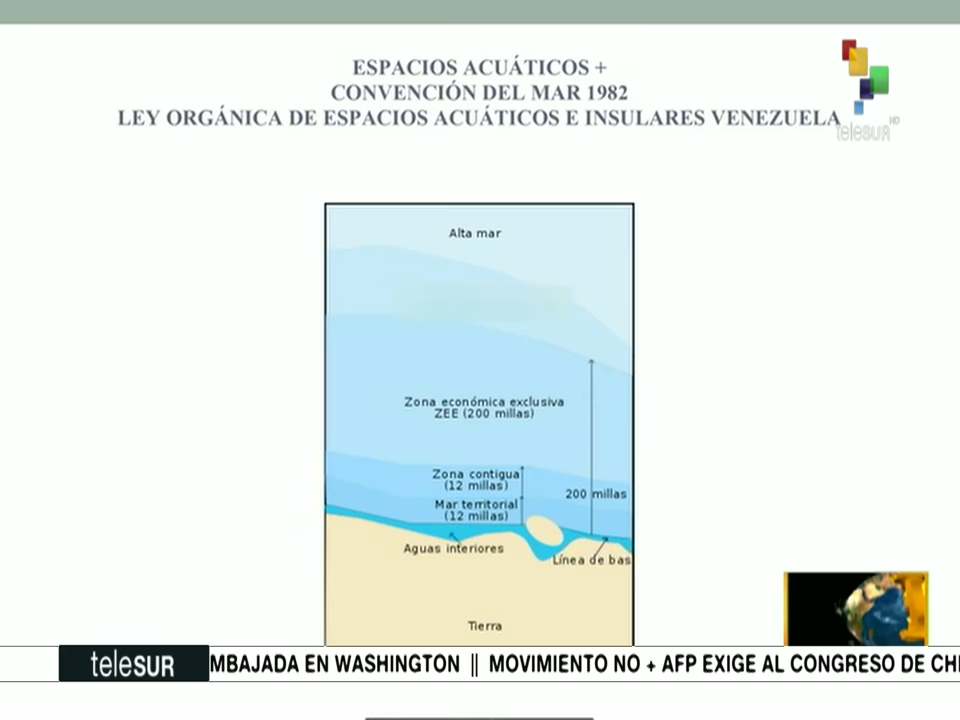 ESPACIOS ACUÁTICOS +
CONVENCIÓN DEL MAR 1982
LEY ORGÁNICA DE ESPACIOS ACUÁTICOS E INSULARES VENEZUELA
teleSUR HD
Alta mar
Zona económica exclusiva
ZEE (200 millas)
Zona contigua
(12 millas)
200 millas
Mar territorial
(12 millas)
Aguas interiores
Línea de bas
Tierra
teleSUR
MBAJADA EN WASHINGTON || MOVIMIENTO NO + AFP EXIGE AL CONGRESO DE CHI